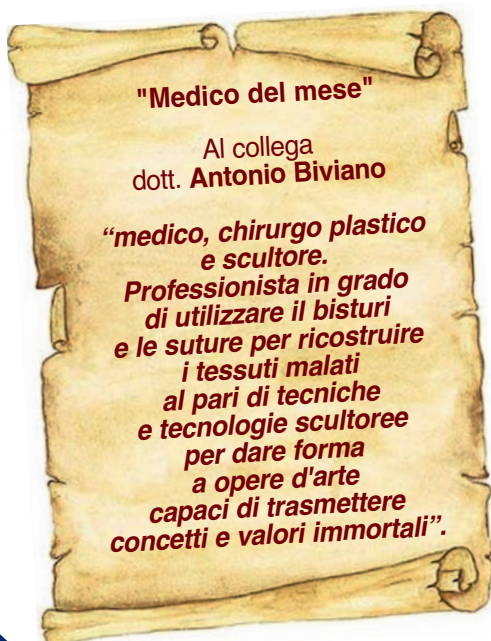 "Medico del mese"
Al collega
dott. Antonio Biviano
“medico, chirurgo plastico
e scultore.
Professionista in grado
di utilizzare il bisturi
e le suture per ricostruire
i tessuti malati
al pari di tecniche
e tecnologie scultoree
per dare forma
a opere d'arte
capaci di trasmettere
concetti e valori immortali”.